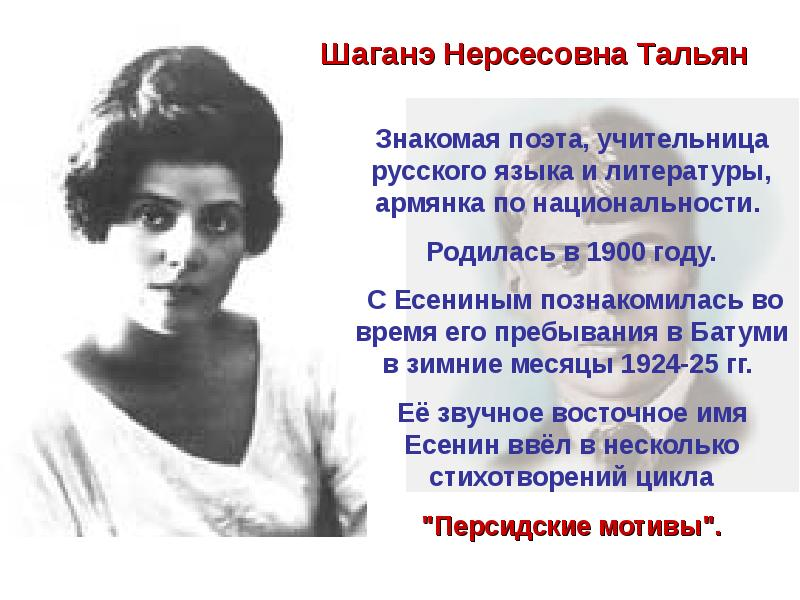 Шаганэ Нерсесовна Тальян
Знакомая поэта, учительница
русского языка и литературы,
армянка по национальности.
Родилась в 1900 году.
С Есениным познакомилась во
время его пребывания в Батуми
в зимние месяцы 1924-25 гг.
Её звучное восточное имя
Есенин ввёл в несколько
стихотворений цикла
"Персидские мотивы".